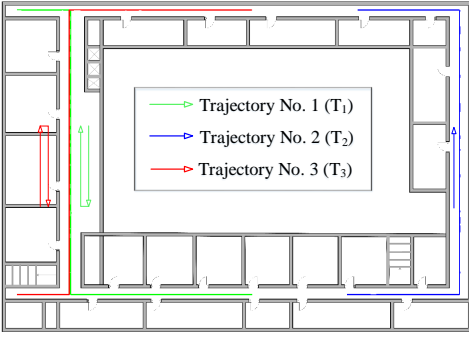 Trajectory No. 1 (T₁)
Trajectory No. 2 (T₂)
Trajectory No. 3 (T₃)